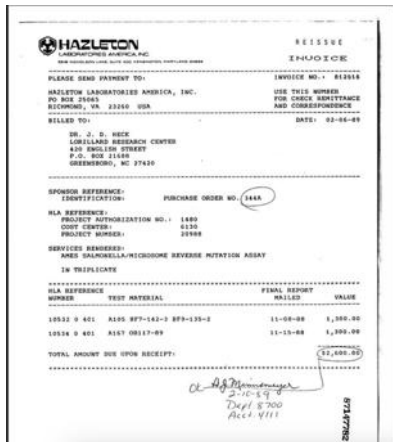 HAZLETON
LABORATORIES AMERICA, INC.
REISSUE
INVOICE
PLEASE SEND PAYMENT TO:
INVOICE NO.: 812016
HAZLETON LABORATORIES AMERICA, INC.
PO BOX 25065
RICHMOND, VA 23260 USA
USE THIS NUMBER
FOR CHECK REMITTANCE
AND CORRESPONDENCE
BILLED TO:
DATE: 02-06-89
DR. J. D. HECK
LORILLARD RESEARCH CENTER
420 ENGLISH STREET
P.O. BOX 21688
GREENSBORO, NC 27420
SPONSOR REFERENCE:
IDENTIFICATION: PURCHASE ORDER NO. 344A
HLA REFERENCE:
PROJECT AUTHORIZATION NO.: 1480
COST CENTER: 6130
PROJECT NUMBER: 20988
SERVICES RENDERED:
AMES SALMONELLA/MICROSOME REVERSE MUTATION ASSAY
IN TRIPLICATE
HLA REFERENCE NUMBER TEST MATERIAL FINAL REPORT MAILED VALUE
10532 0 401 A105 11-08-88 1,300.00
10534 0 401 A167 OB117-89 11-15-88 1,300.00
TOTAL AMOUNT DUE UPON RECEIPT: $2,600.00
2-10-89
Dept 8700
Acct. 4111
87147782